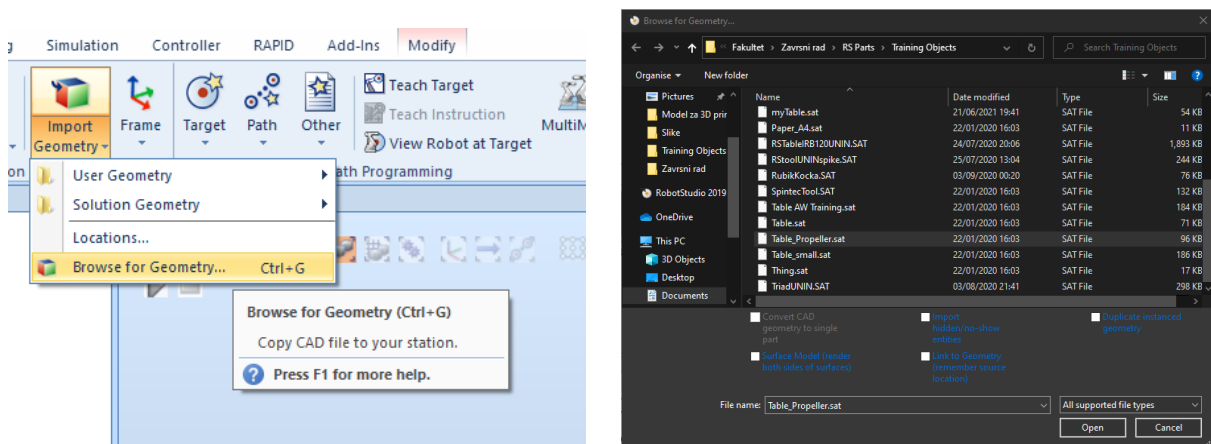 g Simulation Controller RAPID Add-Ins Modify
Import
Geometry
Frame Target Path Other
Teach Target
Teach Instruction
View Robot at Target
MultiM
on
ath Programming
User Geometry
Solution Geometry
Locations...
Browse for Geometry... Ctrl+G
Browse for Geometry (Ctrl+G)
Copy CAD file to your station.
Press F1 for more help.
Browse for Geometry...
« Fakultet > Zavrsni rad > RS Parts > Training Objects
Search Training Objects
Organise New folder
Pictures
Model za 3D prir
Slike
Training Objects
Zavrsni rad
RobotStudio 2019
OneDrive
This PC
3D Objects
Desktop
Documents
Name Date modified Type Size
myTable.sat 21/06/2021 19:41 SAT File 54 KB
Paper_A4.sat 22/01/2020 16:03 SAT File 11 KB
RSTableIRB120UNIN.SAT 24/07/2020 20:06 SAT File 1,893 KB
RStoolUNINspike.SAT 25/07/2020 13:04 SAT File 244 KB
RubikKocka.SAT 03/09/2020 00:20 SAT File 76 KB
SpintecTool.SAT 22/01/2020 16:03 SAT File 132 KB
Table AW Training.sat 22/01/2020 16:03 SAT File 184 KB
Table.sat 22/01/2020 16:03 SAT File 71 KB
Table_Propeller.sat 22/01/2020 16:03 SAT File 96 KB
Table_small.sat 22/01/2020 16:03 SAT File 186 KB
Thing.sat 22/01/2020 16:03 SAT File 17 KB
TriadUNIN.SAT 03/08/2020 21:41 SAT File 298 KB
Convert CAD
geometry to single
part
Import
hidden/no-show
entities
Duplicate instanced
geometry
Surface Model (render
both sides of surfaces)
Link to Geometry
(remember source
location)
File name: Table_Propeller.sat
All supported file types
Open Cancel